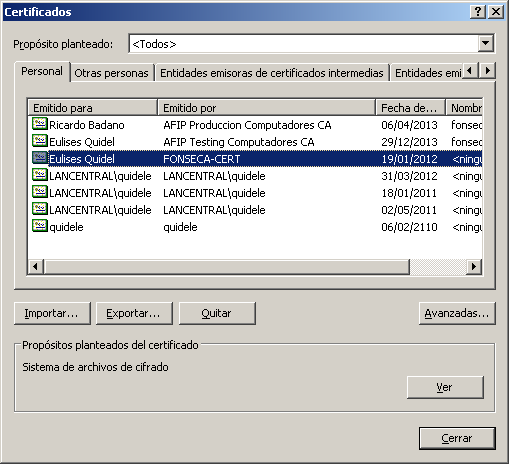 Certificados
Propósito planteado: <Todos>
Personal Otras personas Entidades emisoras de certificados intermedias Entidades emi
Emitido para Emitido por Fecha de... Nombr
Ricardo Badano AFIP Produccion Computadores CA 06/04/2013 fonsec
Eulises Quidel AFIP Testing Computadores CA 29/12/2013 fonsec
Eulises Quidel FONSECA-CERT 19/01/2012 <ningu
LANCENTRAL\quidele LANCENTRAL\quidele 31/03/2012 <ningu
LANCENTRAL\quidele LANCENTRAL\quidele 18/01/2011 <ningu
LANCENTRAL\quidele LANCENTRAL\quidele 02/05/2011 <ningu
quidele quidele 06/02/2110 <ningu
Importar... Exportar... Quitar Avanzadas...
Propósitos planteados del certificado
Sistema de archivos de cifrado
Ver
Cerrar